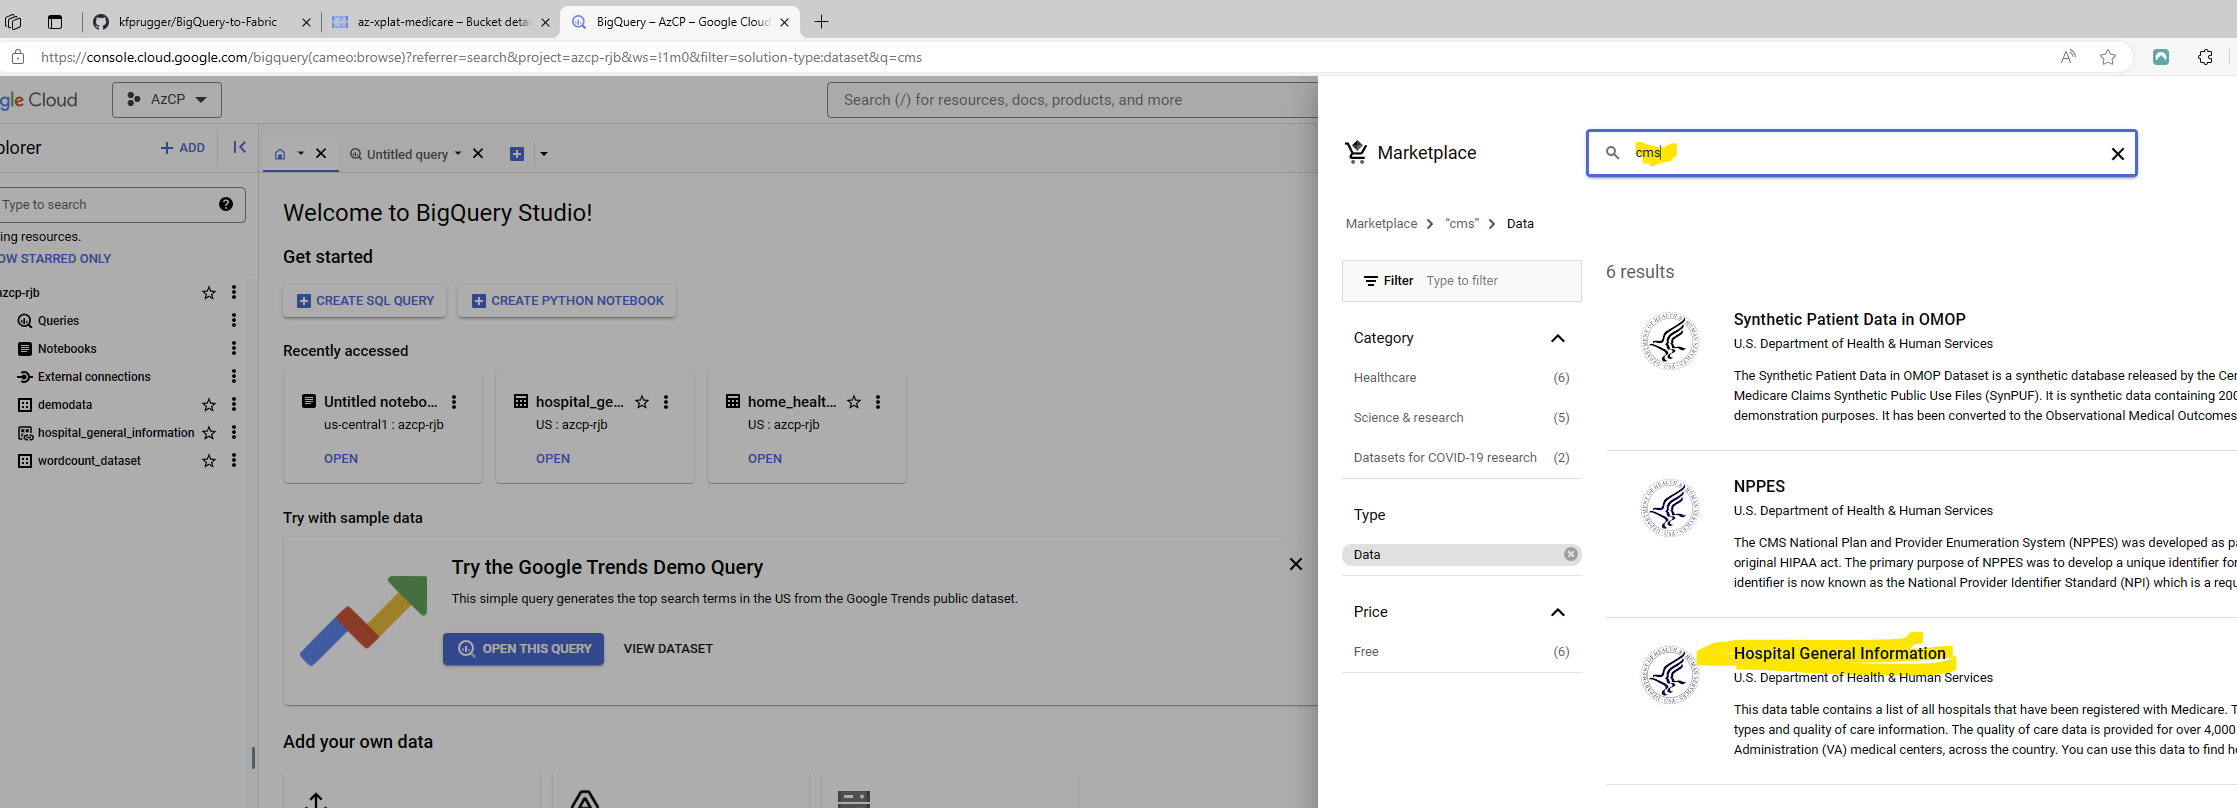 kfprugger/BigQuery-to-Fabric
az-xplat-medicare – Bucket detai
BigQuery – AzCP – Google Cloud
https://console.cloud.google.com/bigquery(cameo:browse)?referrer=search&project=azcp-rjb&ws=!1m0&filter=solution-type:dataset&q=cms
gle Cloud
AzCP
Search (/) for resources, docs, products, and more
plorer
+ ADD
Untitled query
Type to search
ing resources.
OW STARRED ONLY
azcp-rjb
Queries
Notebooks
External connections
demodata
hospital_general_information
wordcount_dataset
Welcome to BigQuery Studio!
Get started
CREATE SQL QUERY
CREATE PYTHON NOTEBOOK
Recently accessed
Untitled notebo...
us-central1 : azcp-rjb
OPEN
hospital_ge...
US : azcp-rjb
OPEN
home_healt...
US : azcp-rjb
OPEN
Try with sample data
Try the Google Trends Demo Query
This simple query generates the top search terms in the US from the Google Trends public dataset.
OPEN THIS QUERY
VIEW DATASET
Add your own data
Marketplace
cms
Marketplace > “cms” > Data
Filter Type to filter
Category
Healthcare (6)
Science & research (5)
Datasets for COVID-19 research (2)
Type
Data
Price
Free (6)
6 results
Synthetic Patient Data in OMOP
U.S. Department of Health & Human Services
The Synthetic Patient Data in OMOP Dataset is a synthetic database released by the Cen
Medicare Claims Synthetic Public Use Files (SynPUF). It is synthetic data containing 200
demonstration purposes. It has been converted to the Observational Medical Outcomes
NPPES
U.S. Department of Health & Human Services
The CMS National Plan and Provider Enumeration System (NPPES) was developed as pa
original HIPAA act. The primary purpose of NPPES was to develop a unique identifier for
identifier is now known as the National Provider Identifier Standard (NPI) which is a requ
Hospital General Information
U.S. Department of Health & Human Services
This data table contains a list of all hospitals that have been registered with Medicare. T
types and quality of care information. The quality of care data is provided for over 4,000
Administration (VA) medical centers, across the country. You can use this data to find h